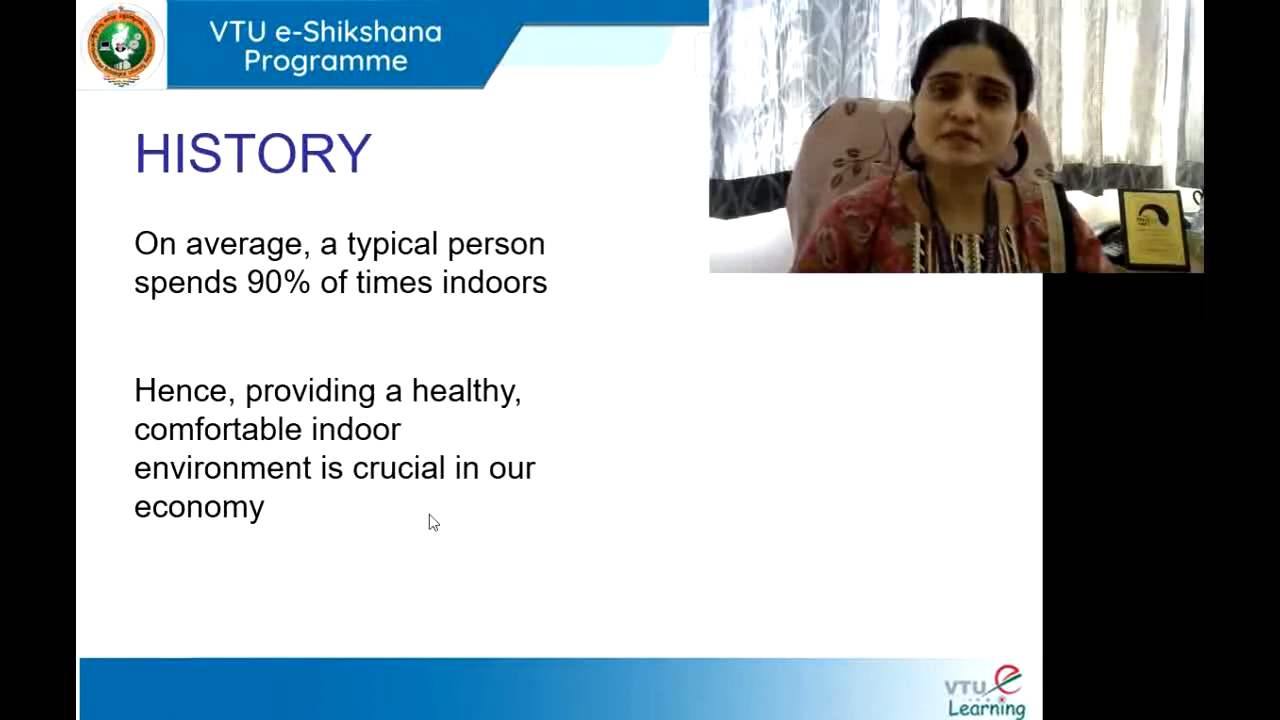 VTU e-Shikshana
Programme
HISTORY
On average, a typical person
spends 90% of times indoors
Hence, providing a healthy,
comfortable indoor
environment is crucial in our
economy
VTU e
Learning